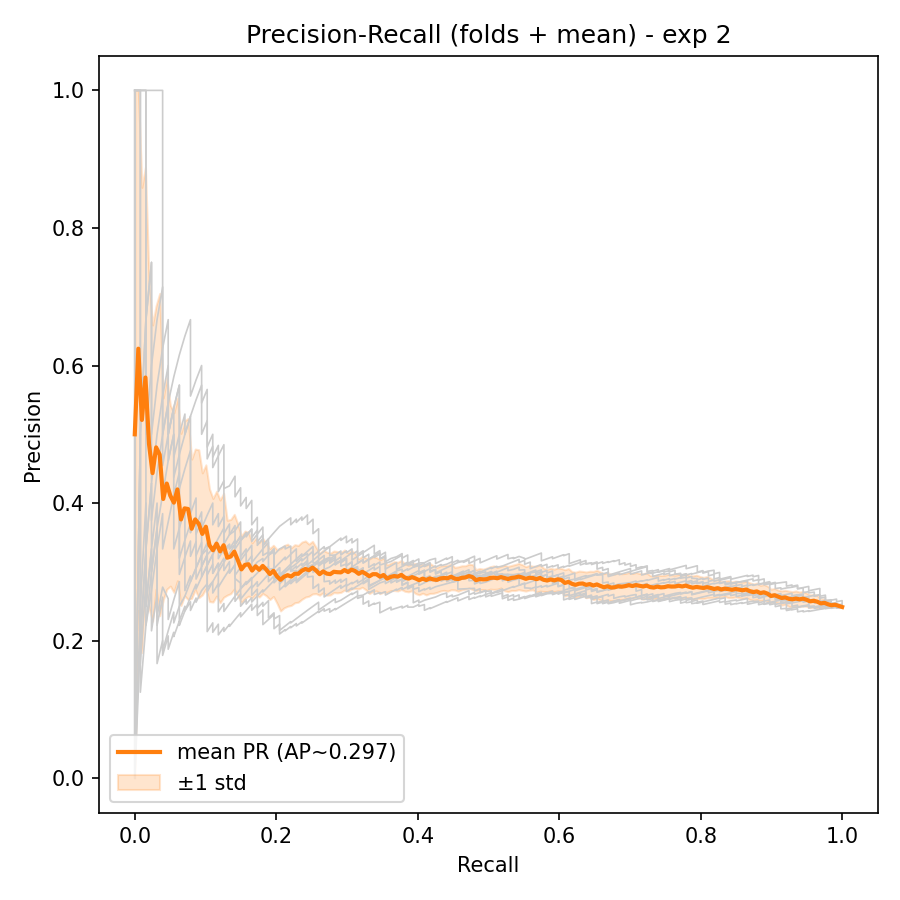 Precision-Recall (folds + mean) - exp 2
1.0
0.8
0.6
0.4
0.2
0.0
Precision
mean PR (AP~0.297)
±1 std
0.0 0.2 0.4 0.6 0.8 1.0
Recall